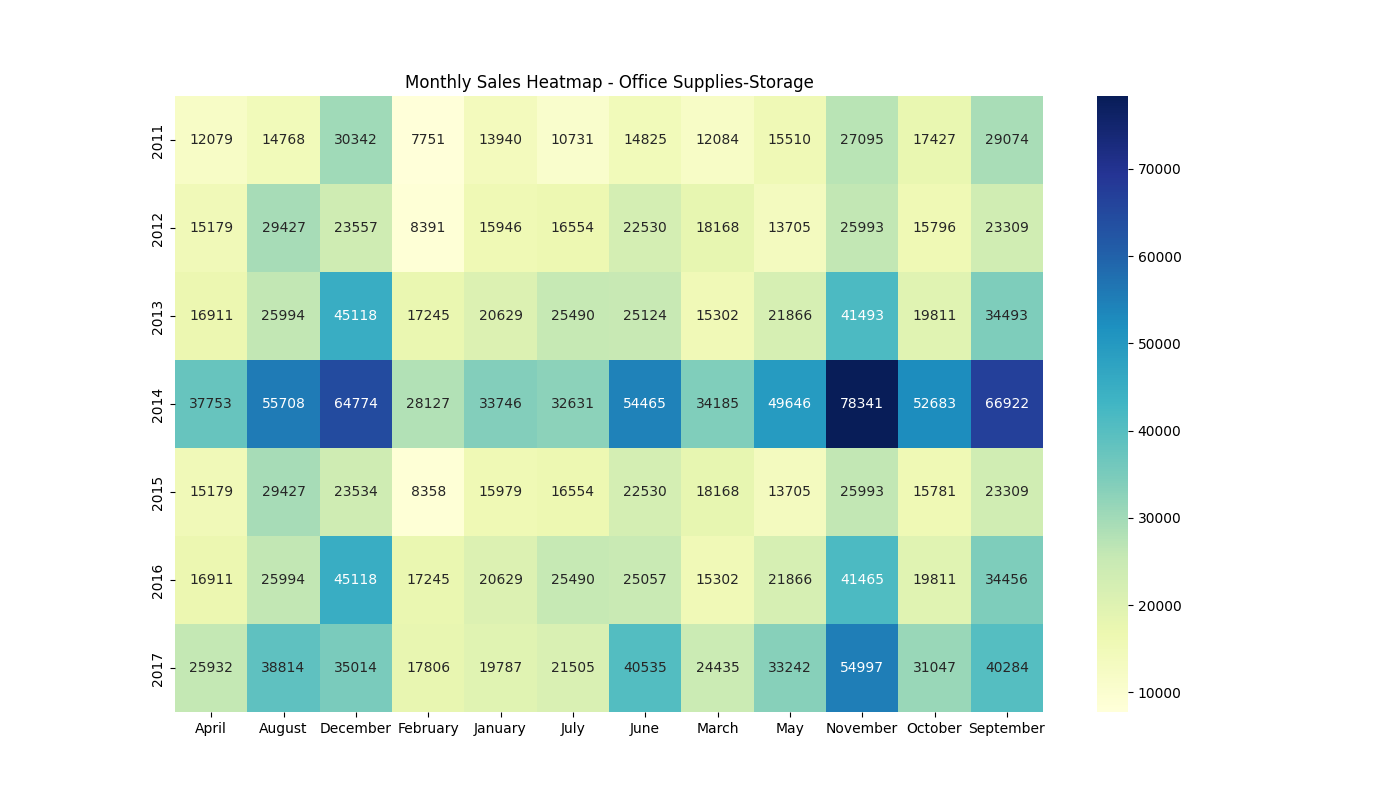 Monthly Sales Heatmap - Office Supplies-Storage
2011 12079 14768 30342 7751 13940 10731 14825 12084 15510 27095 17427 29074
2012 15179 29427 23557 8391 15946 16554 22530 18168 13705 25993 15796 23309
2013 16911 25994 45118 17245 20629 25490 25124 15302 21866 41493 19811 34493
2014 37753 55708 64774 28127 33746 32631 54465 34185 49646 78341 52683 66922
2015 15179 29427 23534 8358 15979 16554 22530 18168 13705 25993 15781 23309
2016 16911 25994 45118 17245 20629 25490 25057 15302 21866 41465 19811 34456
2017 25932 38814 35014 17806 19787 21505 40535 24435 33242 54997 31047 40284
April August December February January July June March May November October September
70000
60000
50000
40000
30000
20000
10000